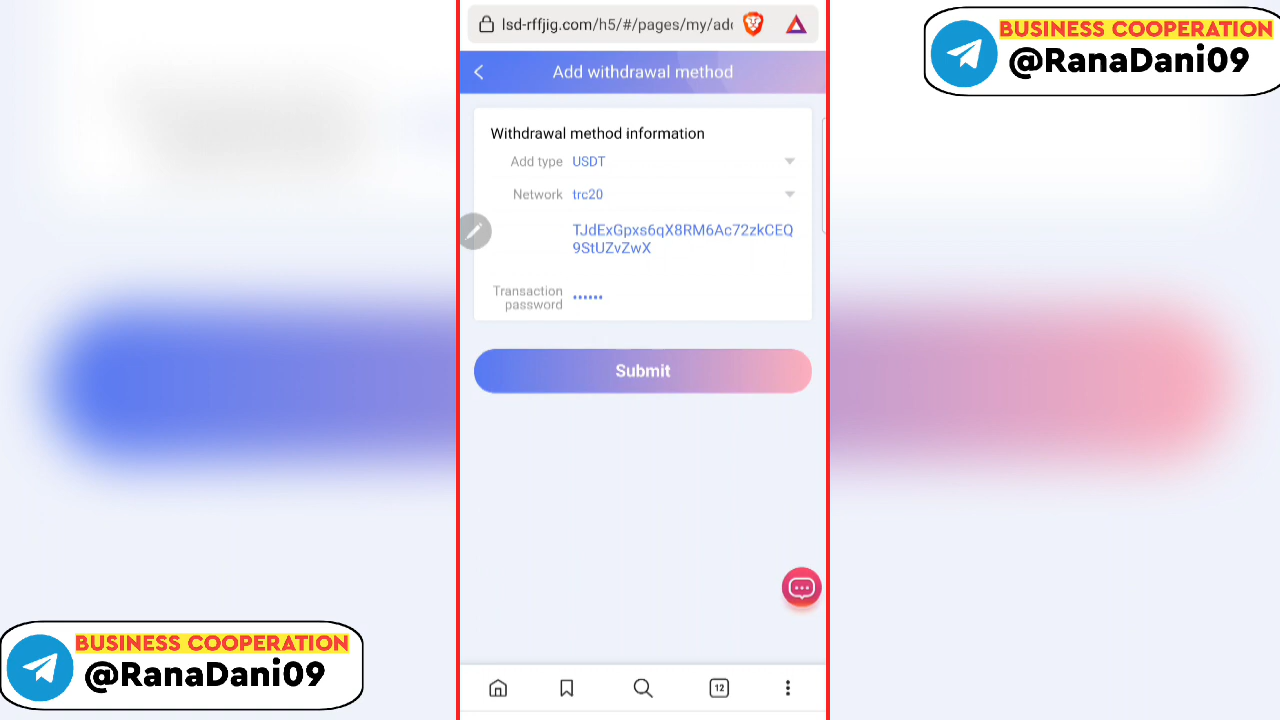 lsd-rffjig.com/h5/#/pages/my/add
BUSINESS COOPERATION
@RanaDani09
Add withdrawal method
Withdrawal method information
Add type USDT
Network trc20
TJdExGpxs6qX8RM6Ac72zkCEQ
9StUZvZwX
Transaction
password ••••••
Submit
BUSINESS COOPERATION
@RanaDani09
12